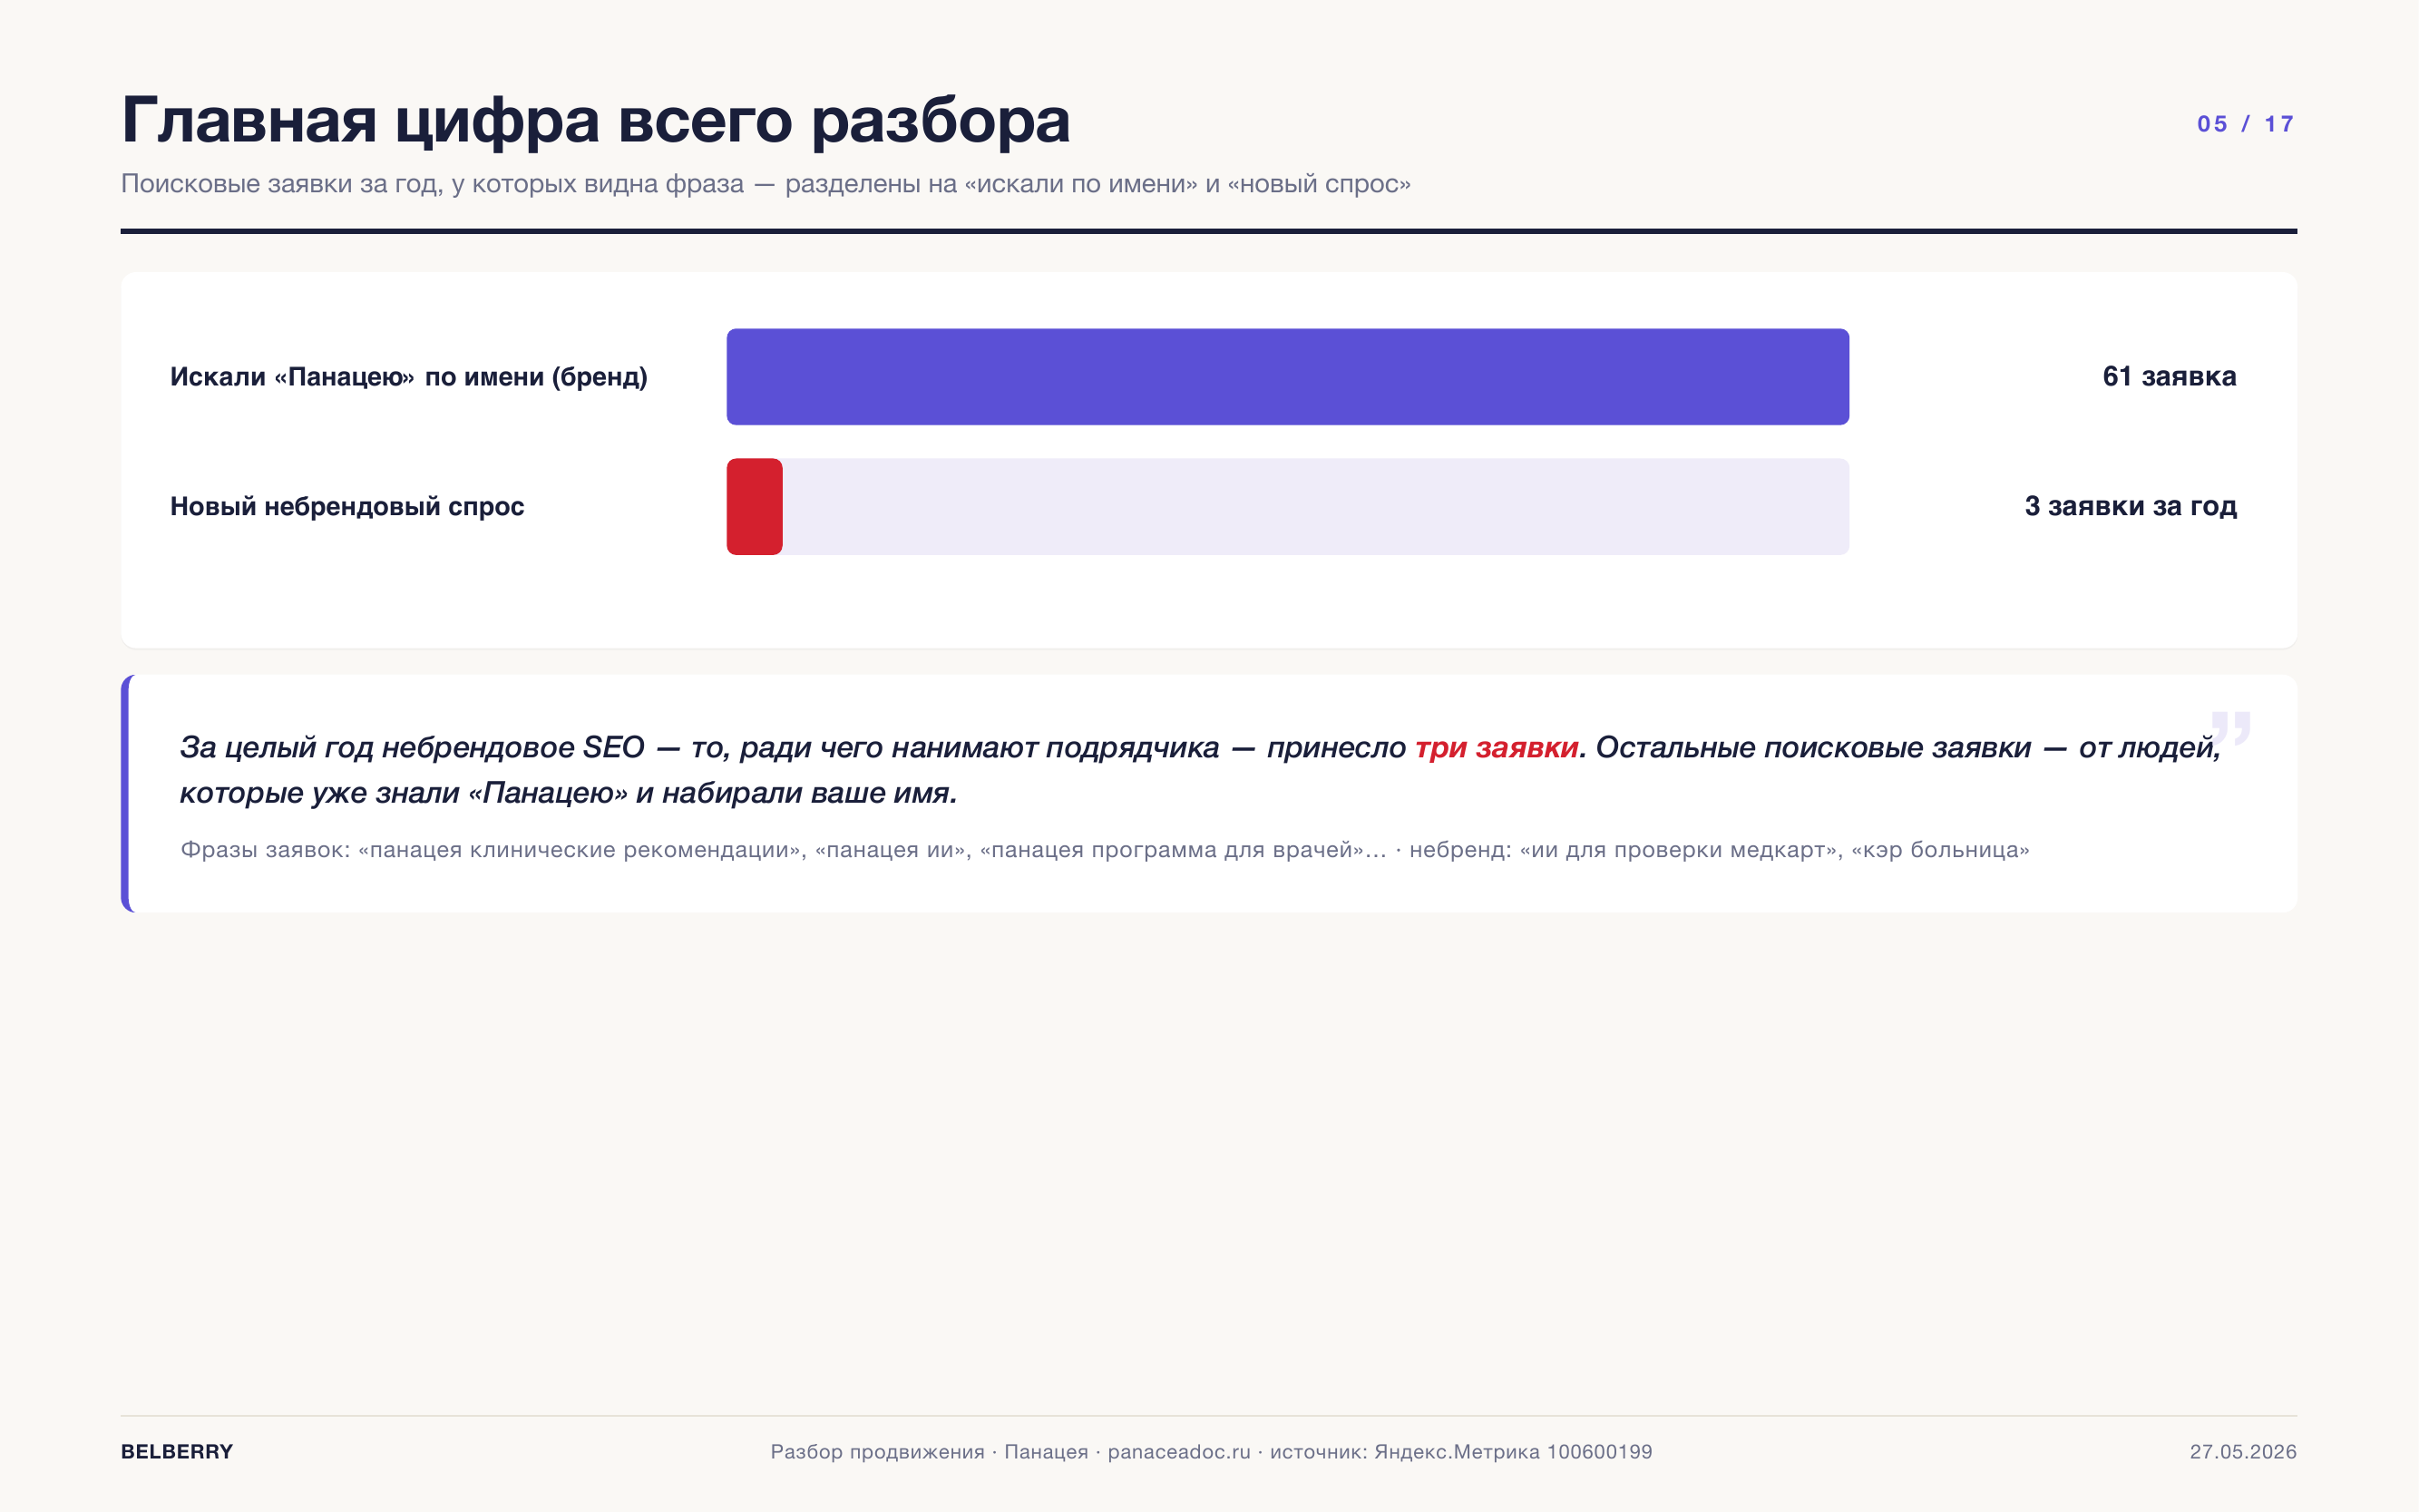 Главная цифра всего разбора
05 / 17
Поисковые заявки за год, у которых видна фраза — разделены на «искали по имени» и «новый спрос»
Искали «Панацею» по имени (бренд)
61 заявка
Новый небрендовый спрос
3 заявки за год
”
За целый год небрендовое SEO — то, ради чего нанимают подрядчика — принесло три заявки. Остальные поисковые заявки — от людей,
которые уже знали «Панацею» и набирали ваше имя.
Фразы заявок: «панацея клинические рекомендации», «панацея ии», «панацея программа для врачей»… · небренд: «ии для проверки медкарт», «кэр больница»
BELBERRY
Разбор продвижения · Панацея · panaceadoc.ru · источник: Яндекс.Метрика 100600199
27.05.2026